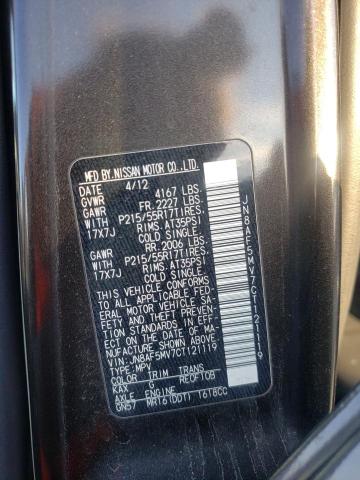 MFD BY NISSAN MOTOR CO.,LTD.
DATE 4/12
GVWR 4167 LBS.
GAWR FR. 2227 LBS.
WITH P215/55R17TIRES,
17X7J RIMS, AT35PSI
COLD SINGLE.
GAWR RR. 2006 LBS.
WITH P215/55R17TIRES,
17X7J RIMS, AT35PSI
COLD SINGLE.
THIS VEHICLE CONFORMS
TO ALL APPLICABLE FED-
ERAL MOTOR VEHICLE SA-
FETY AND THEFT PREVEN-
TION STANDARDS IN EFF-
ECT ON THE DATE OF MA-
NUFACTURE SHOWN ABOVE.
VIN: JN8AF5MV7CT121119
TYPE:MPV
COLOR TRIM TRANS
KAX G RE0F10B
AXLE ENGINE
GN57 MR16(DDT) 1618CC
JN8AF5MV7CT121119